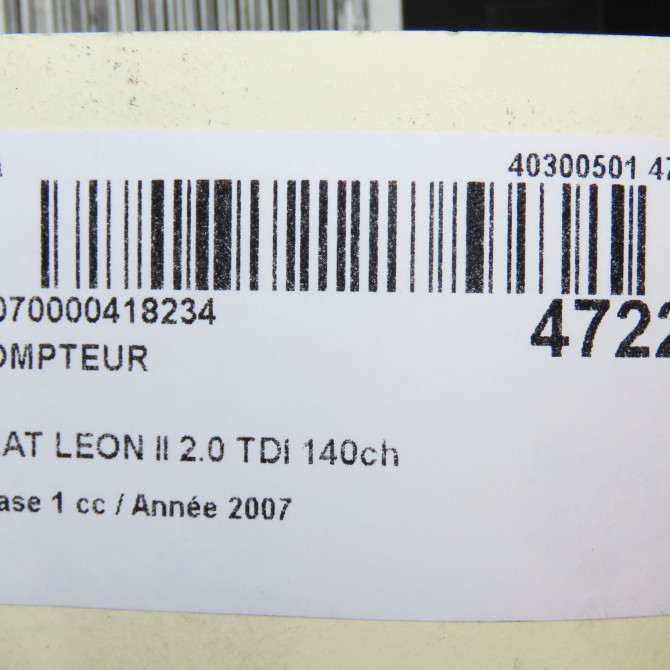 40300501 47
070000418234
4722
OMPTEUR
AT LEON II 2.0 TDI 140ch
ase 1 cc / Année 2007